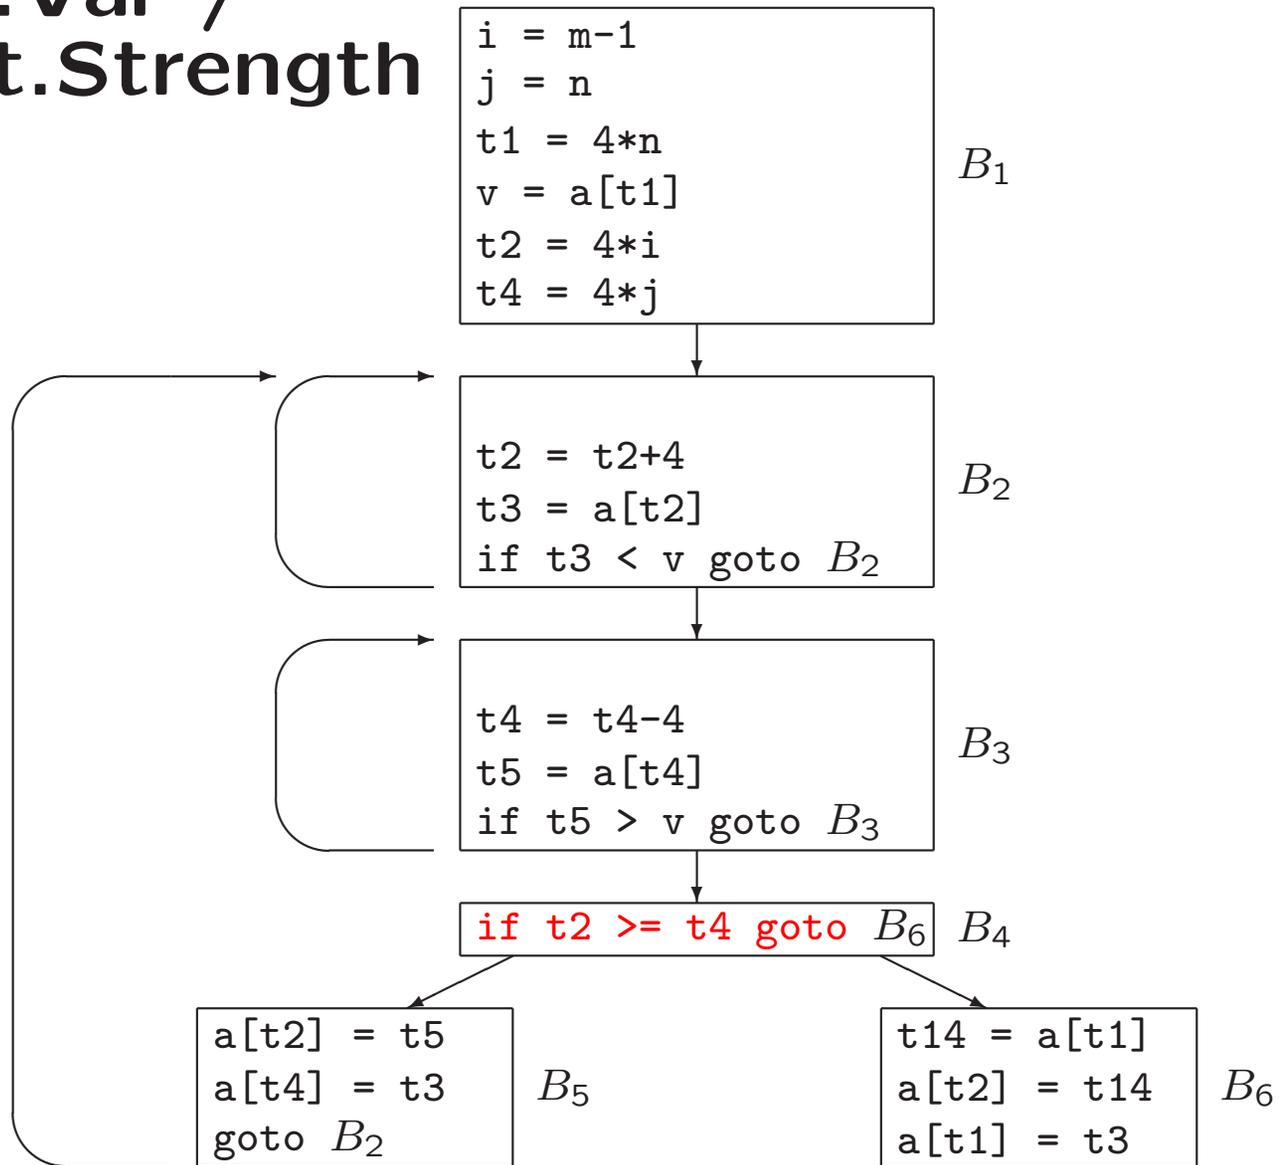 .Var /
t.Strength
i = m-1
j = n
t1 = 4*n
v = a[t1]
t2 = 4*i
t4 = 4*j
B1
t2 = t2+4
t3 = a[t2]
if t3 < v goto B2
B2
t4 = t4-4
t5 = a[t4]
if t5 > v goto B3
B3
if t2 >= t4 goto B6
B4
a[t2] = t5
a[t4] = t3
goto B2
B5
t14 = a[t1]
a[t2] = t14
a[t1] = t3
B6